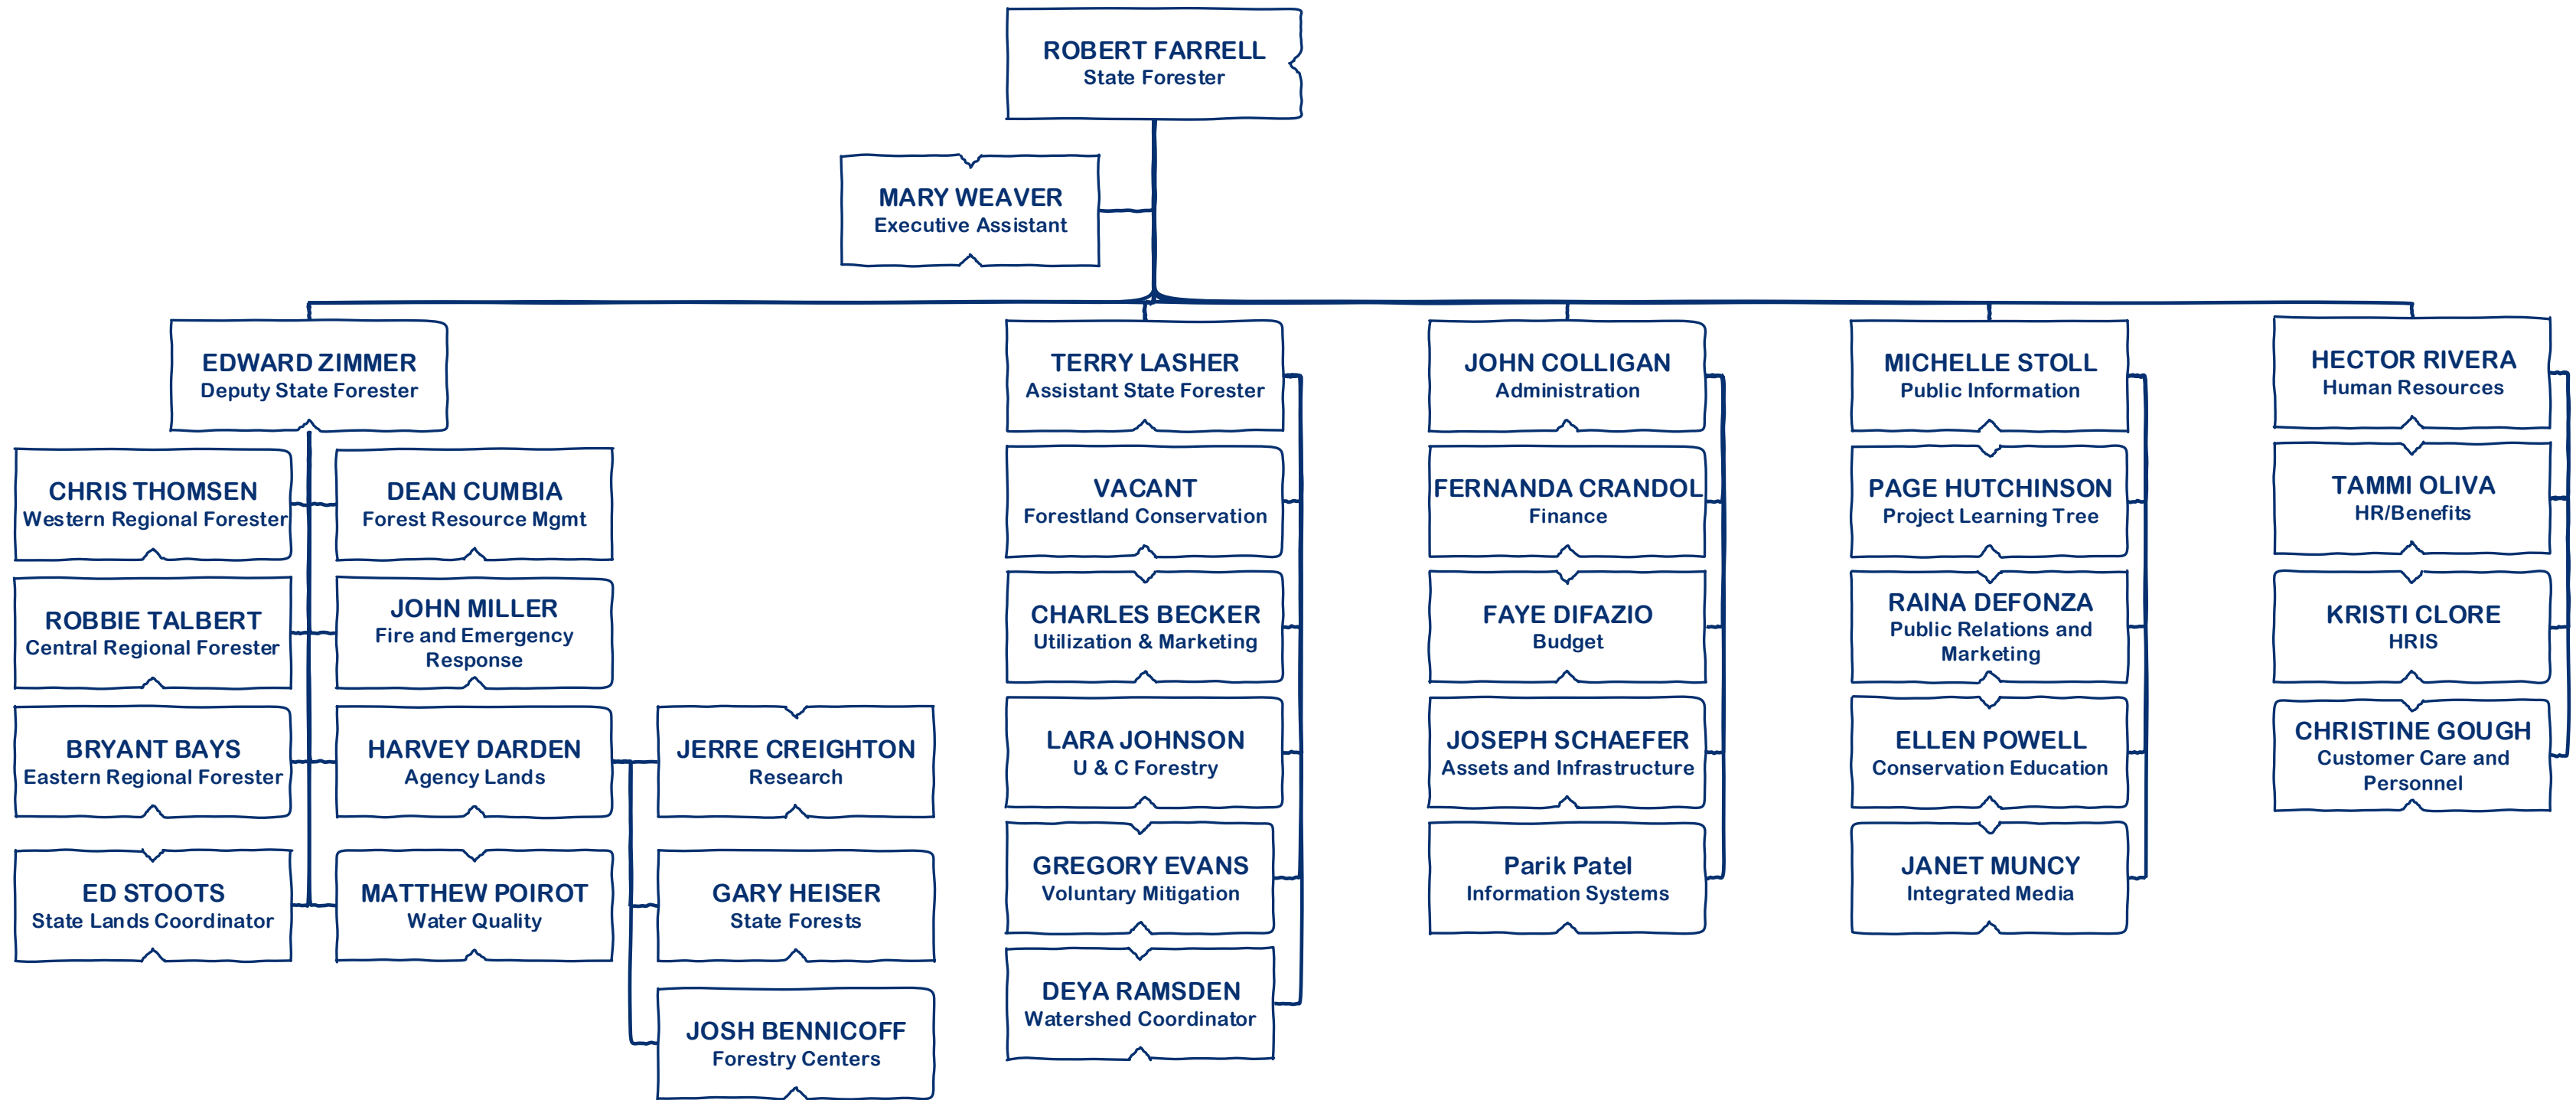 ROBERT FARRELL
State Forester
MARY WEAVER
Executive Assistant
EDWARD ZIMMER
Deputy State Forester
CHRIS THOMSEN
Western Regional Forester
DEAN CUMBIA
Forest Resource Mgmt
ROBBIE TALBERT
Central Regional Forester
JOHN MILLER
Fire and Emergency
Response
BRYANT BAYS
Eastern Regional Forester
HARVEY DARDEN
Agency Lands
JERRE CREIGHTON
Research
ED STOOTS
State Lands Coordinator
MATTHEW POIROT
Water Quality
GARY HEISER
State Forests
JOSH BENNICOFF
Forestry Centers
TERRY LASHER
Assistant State Forester
VACANT
Forestland Conservation
CHARLES BECKER
Utilization & Marketing
LARA JOHNSON
U & C Forestry
GREGORY EVANS
Voluntary Mitigation
DEYA RAMSDEN
Watershed Coordinator
JOHN COLLIGAN
Administration
FERNANDA CRANDOL
Finance
FAYE DIFAZIO
Budget
JOSEPH SCHAEFER
Assets and Infrastructure
Parik Patel
Information Systems
MICHELLE STOLL
Public Information
PAGE HUTCHINSON
Project Learning Tree
RAINA DEFONZA
Public Relations and
Marketing
ELLEN POWELL
Conservation Education
JANET MUNCY
Integrated Media
HECTOR RIVERA
Human Resources
TAMMI OLIVA
HR/Benefits
KRISTI CLORE
HRIS
CHRISTINE GOUGH
Customer Care and
Personnel